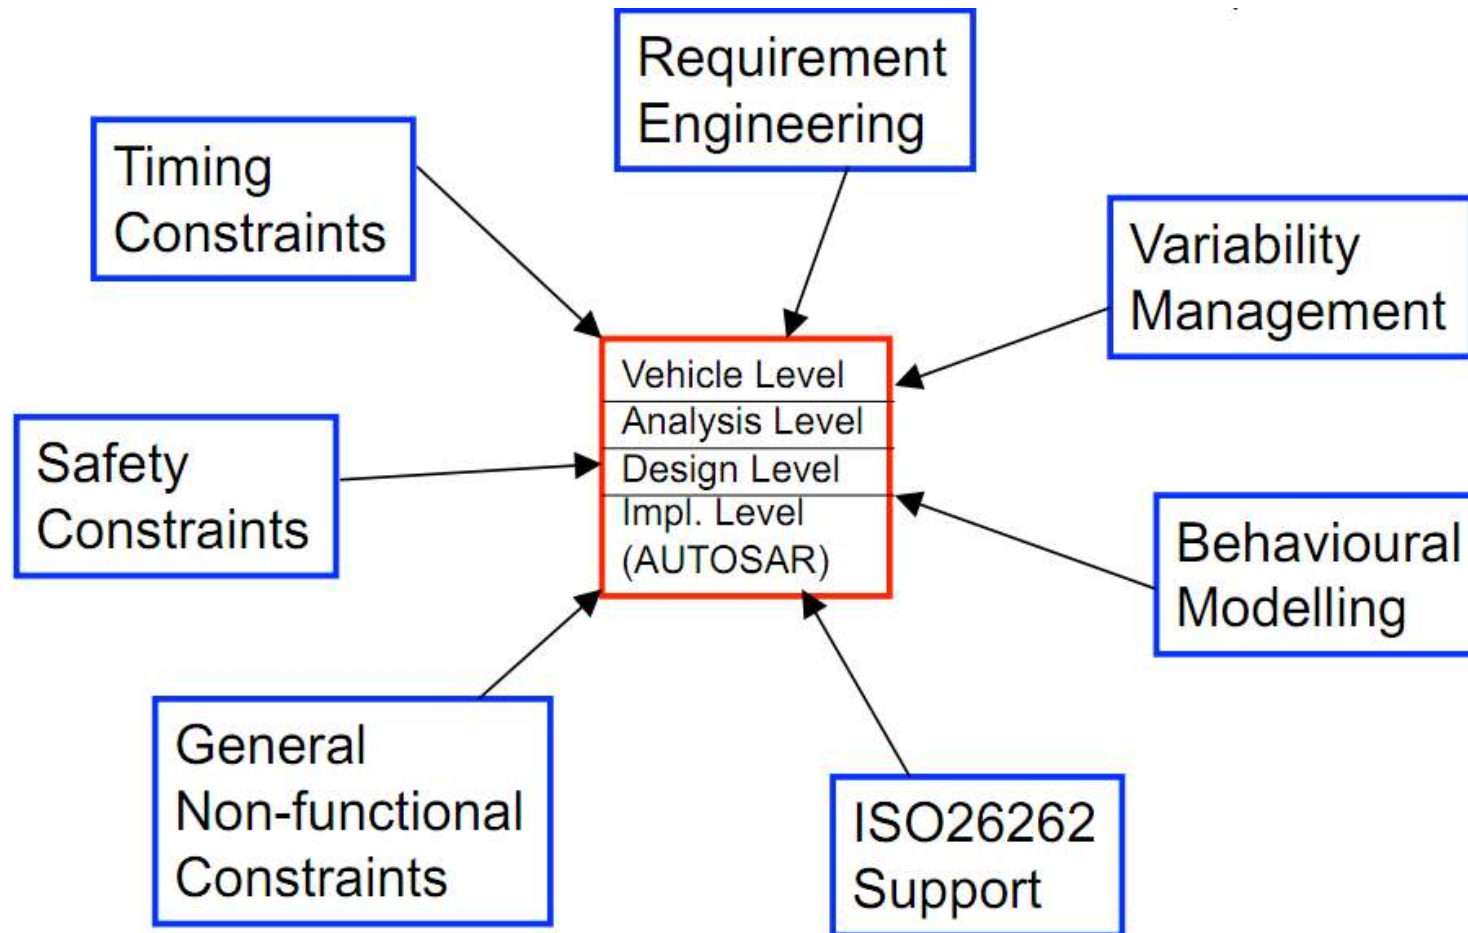 Requirement
Engineering
Timing
Constraints
Variability
Management
Vehicle Level
Analysis Level
Design Level
Impl. Level
(AUTOSAR)
Safety
Constraints
Behavioural
Modelling
General
Non-functional
Constraints
ISO26262
Support